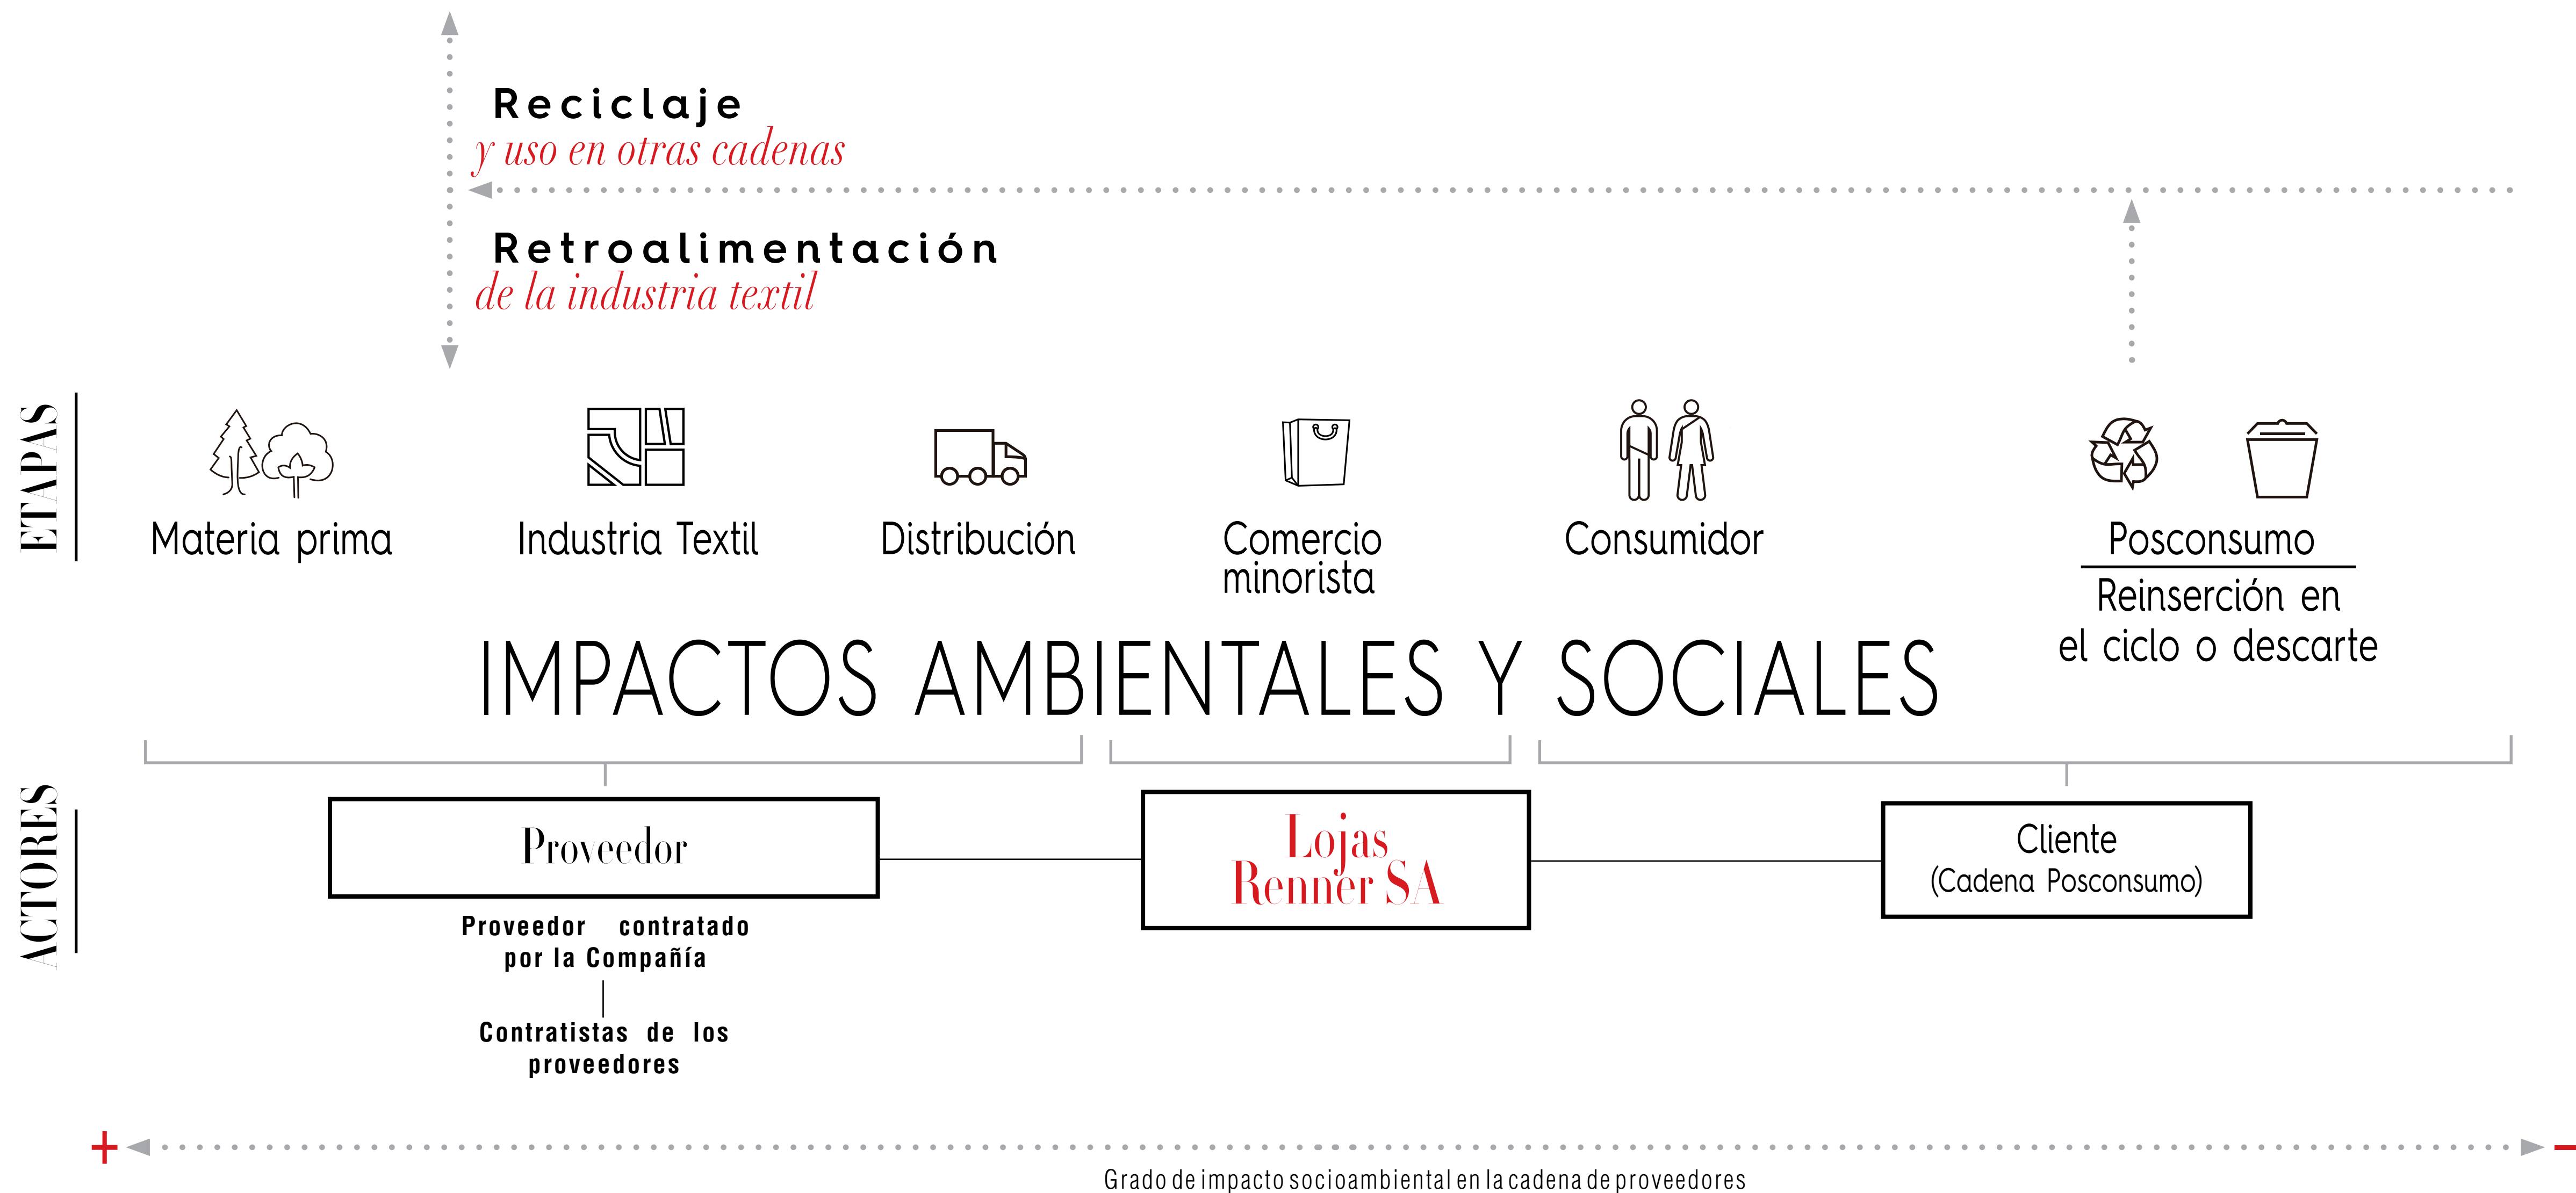 Reciclaje
y uso en otras cadenas
Retroalimentación
de la industria textil
ETAPAS
Materia prima
Industria Textil
Distribución
Comercio
minorista
Consumidor
Posconsumo
Reinserción en
el ciclo o descarte
IMPACTOS AMBIENTALES Y SOCIALES
ACTORES
Proveedor
Lojas
Renner SA
Cliente
(Cadena Posconsumo)
Proveedor contratado
por la Compañía
Contratistas de los
proveedores
+
−
Grado de impacto socioambiental en la cadena de proveedores